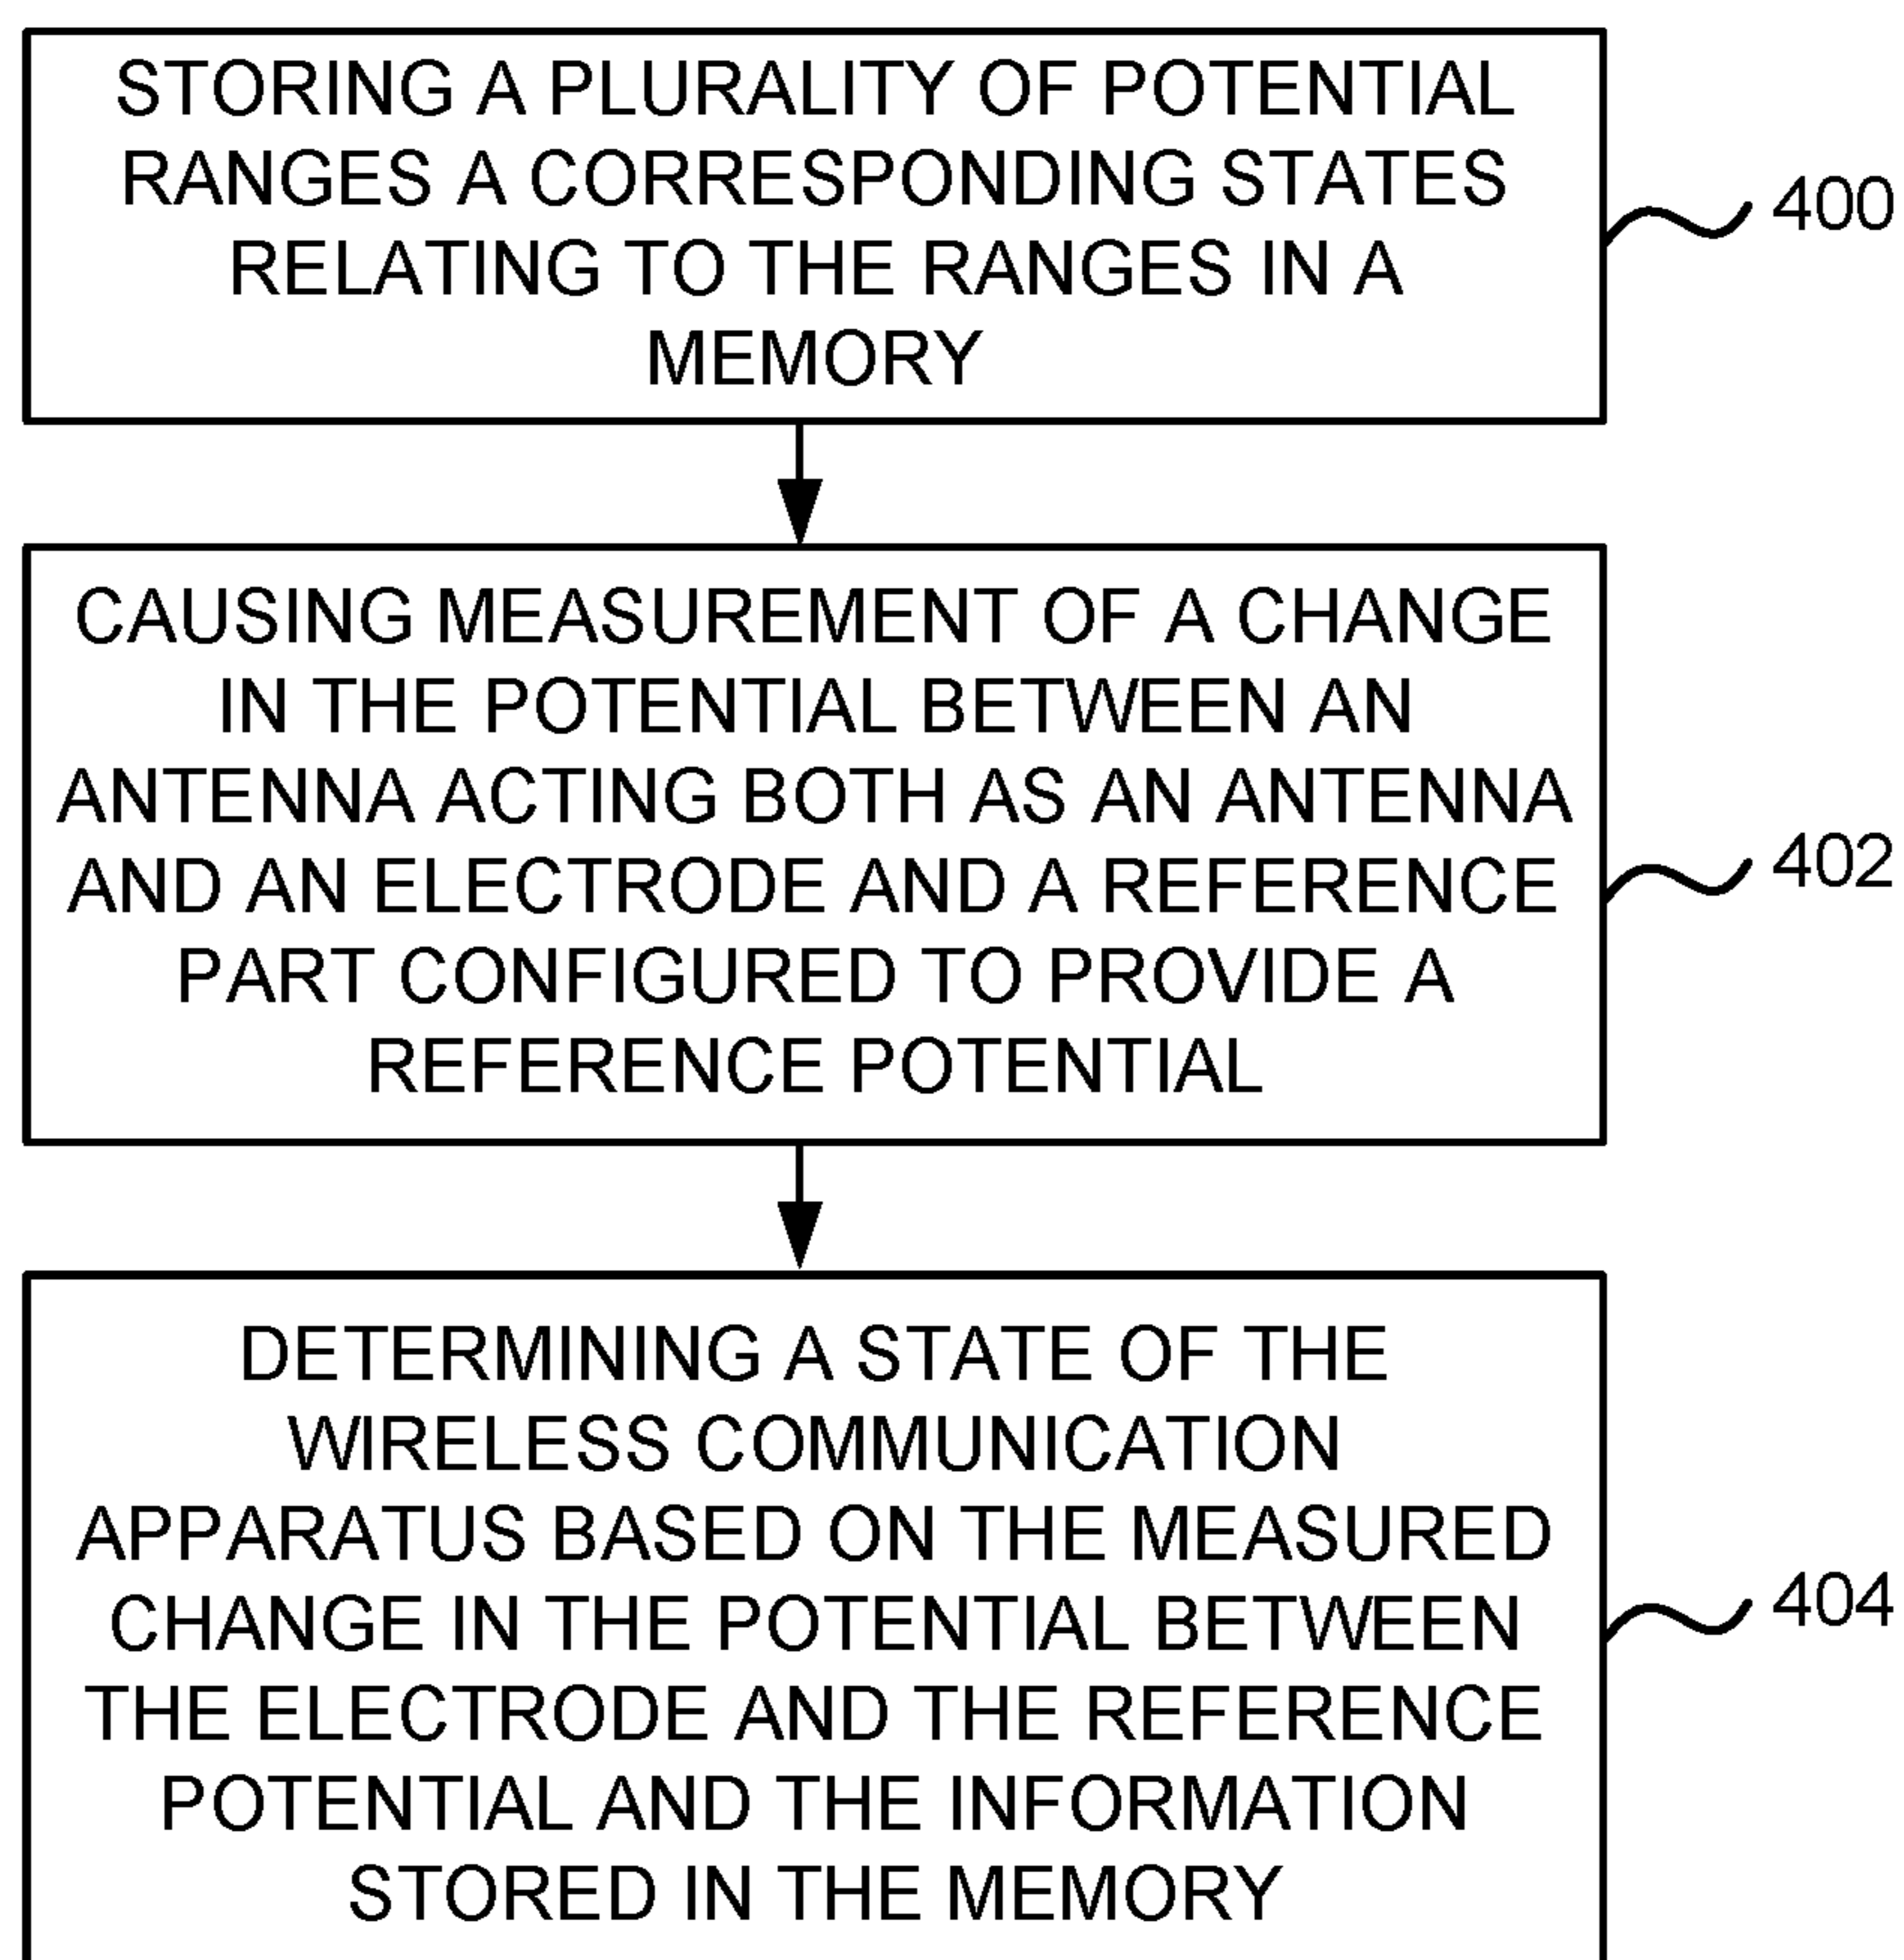 STORING A PLURALITY OF POTENTIAL
RANGES A CORRESPONDING STATES
RELATING TO THE RANGES IN A
MEMORY
400
CAUSING MEASUREMENT OF A CHANGE
IN THE POTENTIAL BETWEEN AN
ANTENNA ACTING BOTH AS AN ANTENNA
AND AN ELECTRODE AND A REFERENCE
PART CONFIGURED TO PROVIDE A
REFERENCE POTENTIAL
402
DETERMINING A STATE OF THE
WIRELESS COMMUNICATION
APPARATUS BASED ON THE MEASURED
CHANGE IN THE POTENTIAL BETWEEN
THE ELECTRODE AND THE REFERENCE
POTENTIAL AND THE INFORMATION
STORED IN THE MEMORY
404